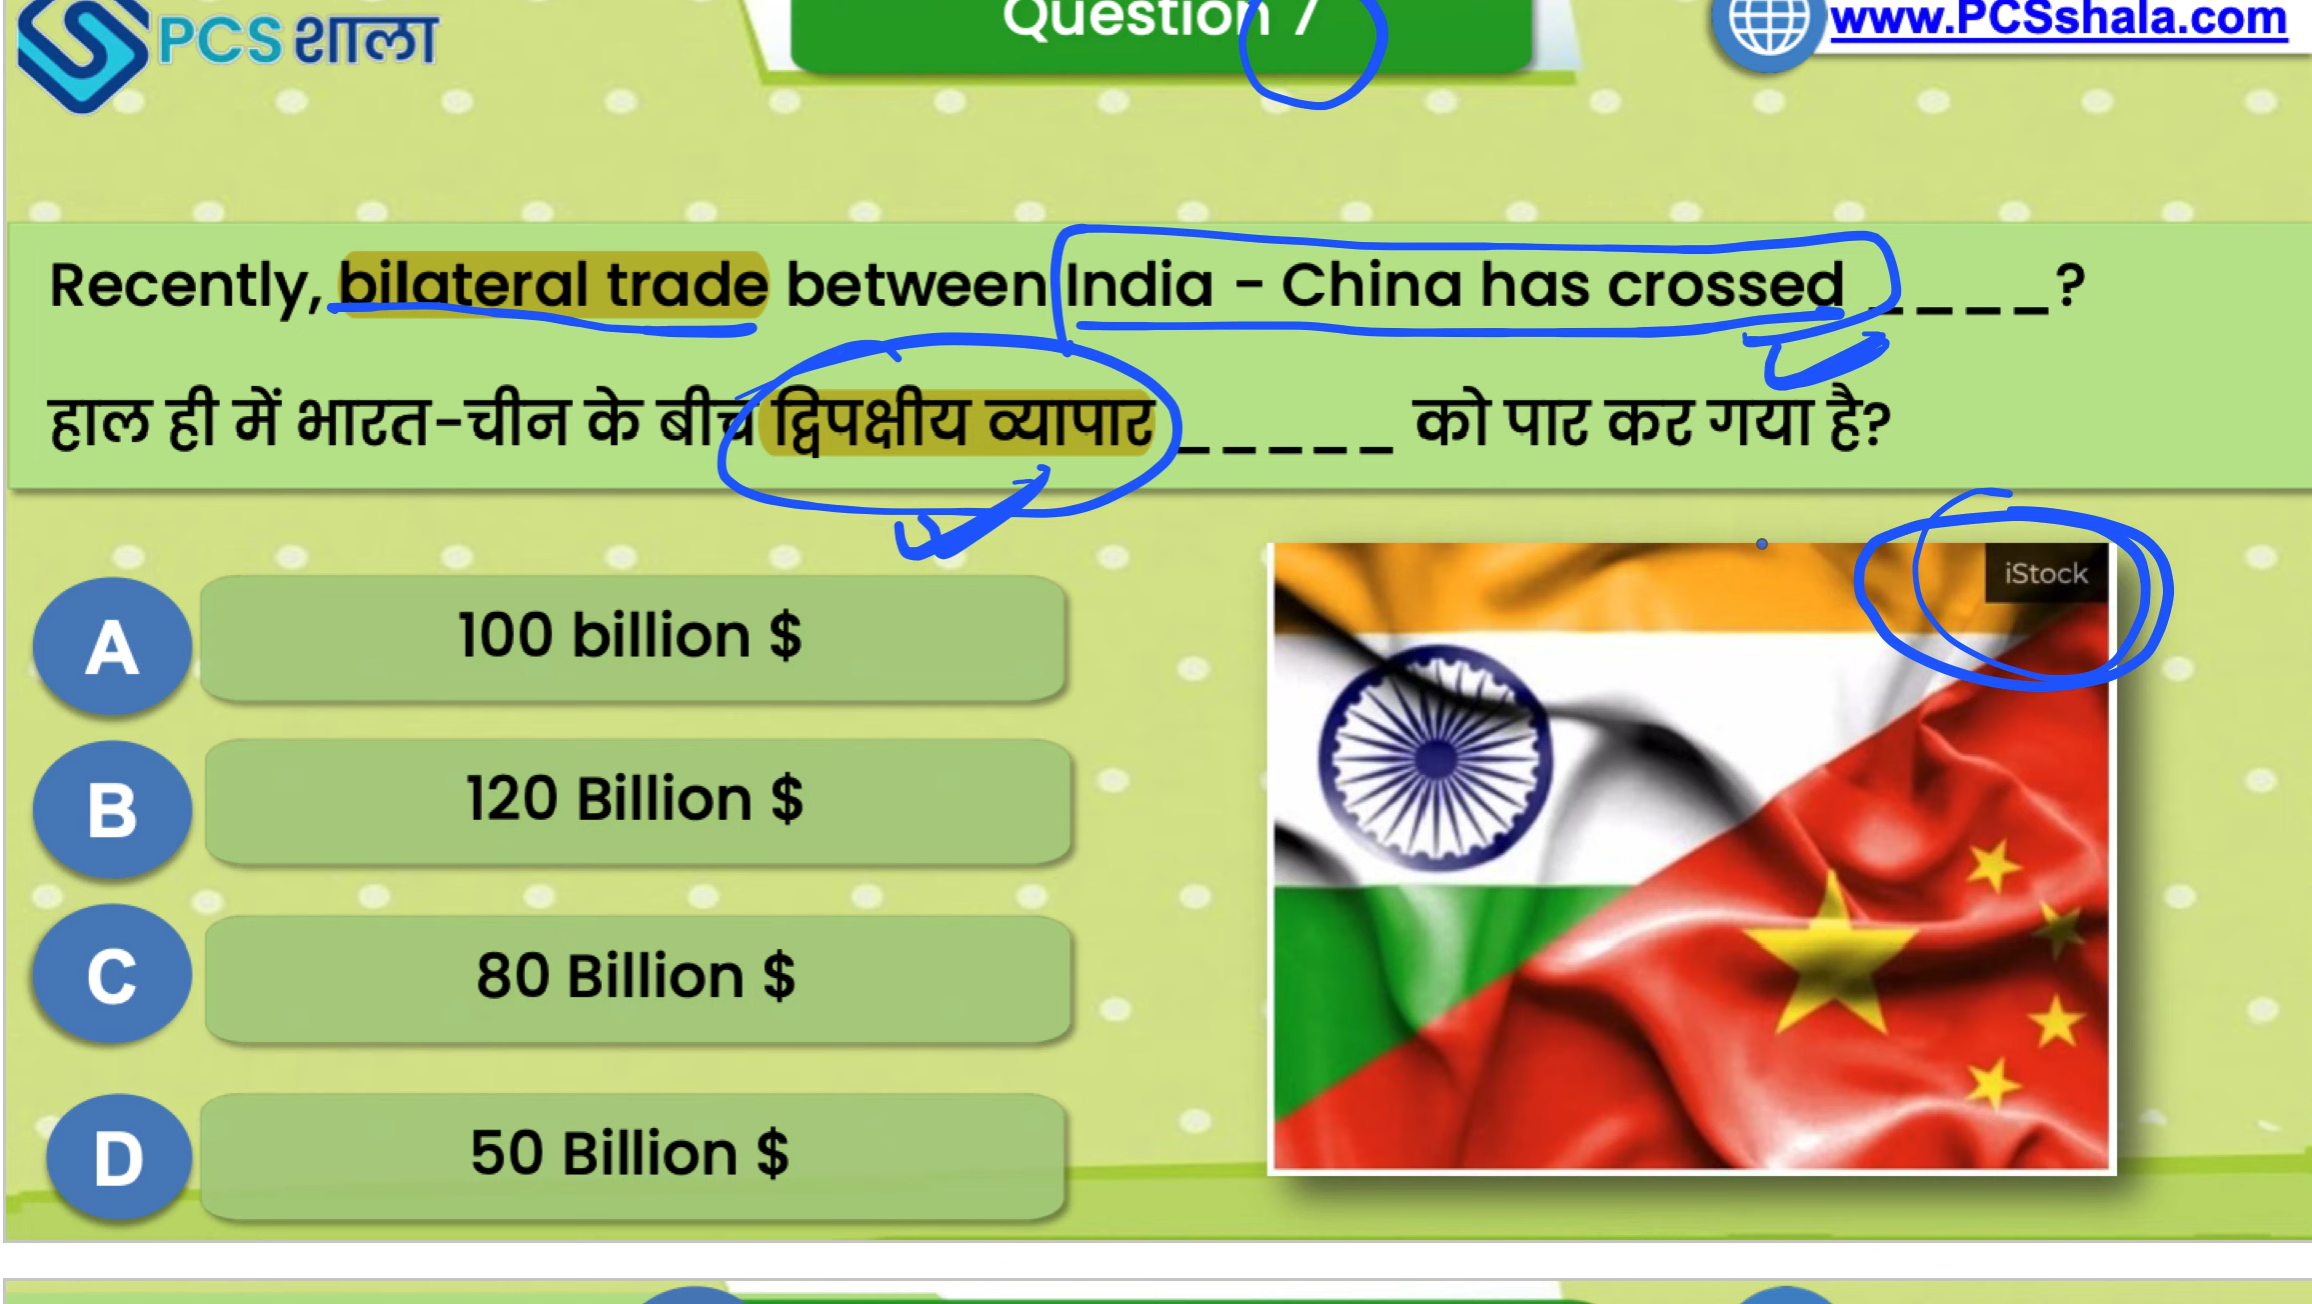 PCS शाला
Question 7
www.PCSshala.com
Recently, bilateral trade between India - China has crossed _____?
हाल ही में भारत-चीन के बीच द्विपक्षीय व्यापार _____ को पार कर गया है?
iStock
A 100 billion $
B 120 Billion $
C 80 Billion $
D 50 Billion $